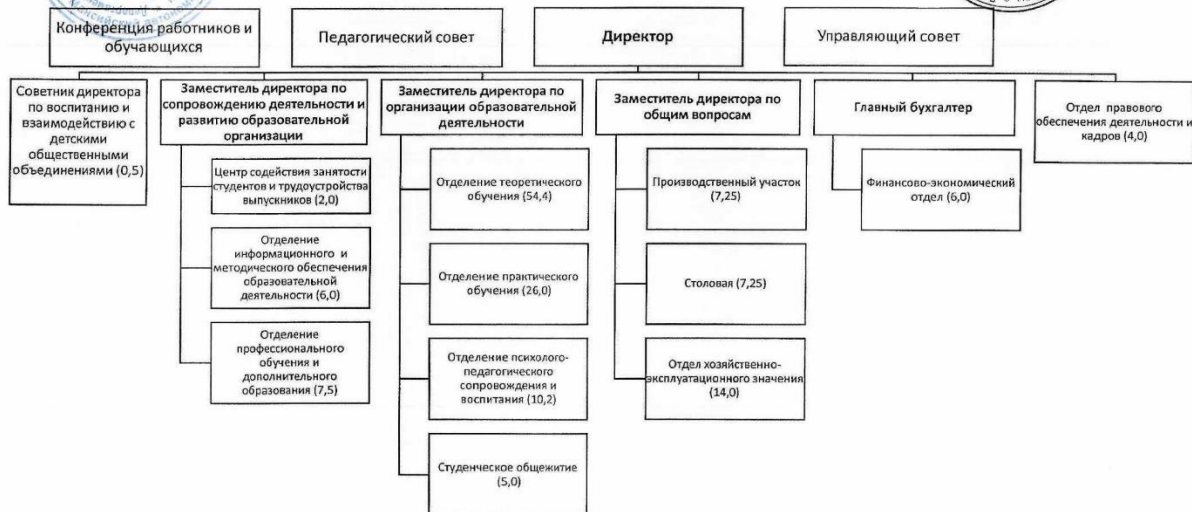 Конференция работников и
обучающихся
Педагогический совет
Директор
Управляющий совет
Советник директора
по воспитанию и
взаимодействию с
детскими
общественными
объединениями (0,5)
Заместитель директора по
сопровождению деятельности и
развитию образовательной
организации
Центр содействия занятости
студентов и трудоустройства
выпускников (2,0)
Отделение
информационного и
методического обеспечения
образовательной
деятельности (6,0)
Отделение
профессионального
обучения и
дополнительного
образования (7,5)
Заместитель директора по
организации образовательной
деятельности
Отделение теоретического
обучения (54,4)
Отделение практического
обучения (26,0)
Отделение психолого-
педагогического
сопровождения и
воспитания (10,2)
Студенческое общежитие
(5,0)
Заместитель директора по
общим вопросам
Производственный участок
(7,25)
Столовая (7,25)
Отдел хозяйственно-
эксплуатационного значения
(14,0)
Главный бухгалтер
Финансово-экономический
отдел (6,0)
Отдел правового
обеспечения деятельности и
кадров (4,0)